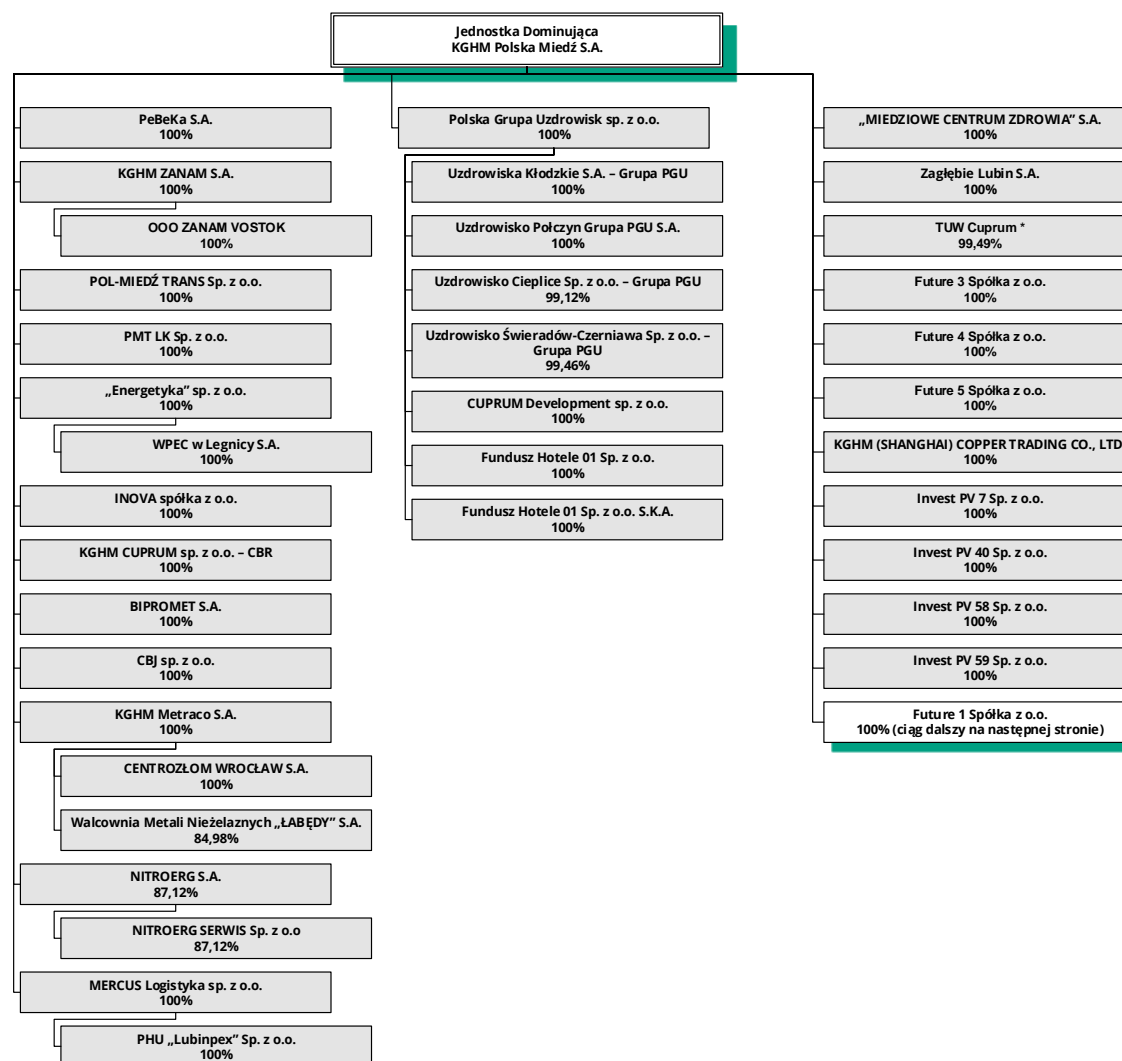 Jednostka Dominująca
KGHM Polska Miedź S.A.
PeBeKa S.A.
100%
KGHM ZANAM S.A.
100%
OOO ZANAM VOSTOK
100%
POL-MIEDŹ TRANS Sp. z o.o.
100%
PMT LK Sp. z o.o.
100%
„Energetyka” sp. z o.o.
100%
WPEC w Legnicy S.A.
100%
INOVA spółka z o.o.
100%
KGHM CUPRUM sp. z o.o. – CBR
100%
BIPROMET S.A.
100%
CBJ sp. z o.o.
100%
KGHM Metraco S.A.
100%
CENTROZŁOM WROCŁAW S.A.
100%
Walcownia Metali Nieżelaznych „ŁABĘDY” S.A.
84,98%
NITROERG S.A.
87,12%
NITROERG SERWIS Sp. z o.o
87,12%
MERCUS Logistyka sp. z o.o.
100%
PHU „Lubinpex” Sp. z o.o.
100%
Polska Grupa Uzdrowisk sp. z o.o.
100%
Uzdrowiska Kłodzkie S.A. – Grupa PGU
100%
Uzdrowisko Połczyn Grupa PGU S.A.
100%
Uzdrowisko Cieplice Sp. z o.o. – Grupa PGU
99,12%
Uzdrowisko Świeradów-Czerniawa Sp. z o.o. –
Grupa PGU
99,46%
CUPRUM Development sp. z o.o.
100%
Fundusz Hotele 01 Sp. z o.o.
100%
Fundusz Hotele 01 Sp. z o.o. S.K.A.
100%
„MIEDZIOWE CENTRUM ZDROWIA” S.A.
100%
Zagłębie Lubin S.A.
100%
TUW Cuprum *
99,49%
Future 3 Spółka z o.o.
100%
Future 4 Spółka z o.o.
100%
Future 5 Spółka z o.o.
100%
KGHM (SHANGHAI) COPPER TRADING CO., LTD
100%
Invest PV 7 Sp. z o.o.
100%
Invest PV 40 Sp. z o.o.
100%
Invest PV 58 Sp. z o.o.
100%
Invest PV 59 Sp. z o.o.
100%
Future 1 Spółka z o.o.
100% (ciąg dalszy na następnej stronie)